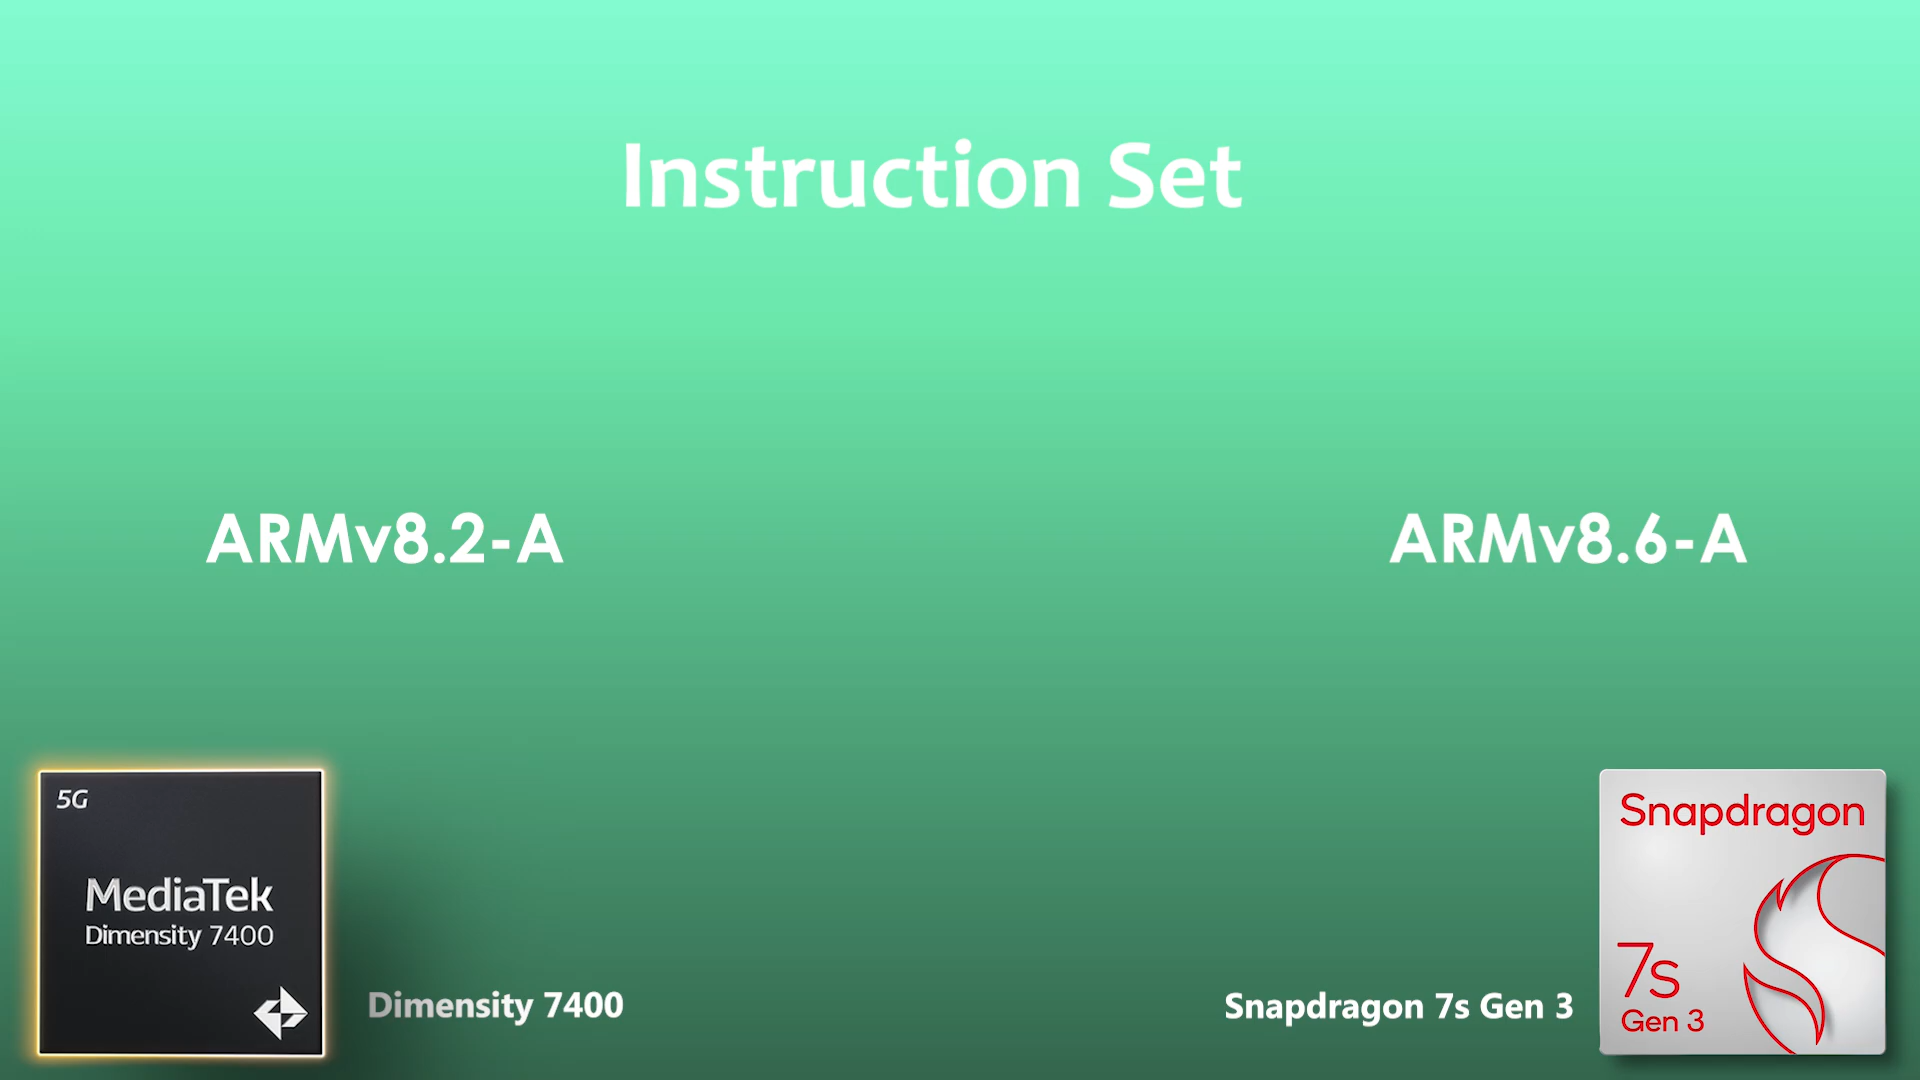 Instruction Set
ARMv8.2-A
ARMv8.6-A
5G
MediaTek
Dimensity 7400
Dimensity 7400
Snapdragon 7s Gen 3
Snapdragon
7s
Gen 3